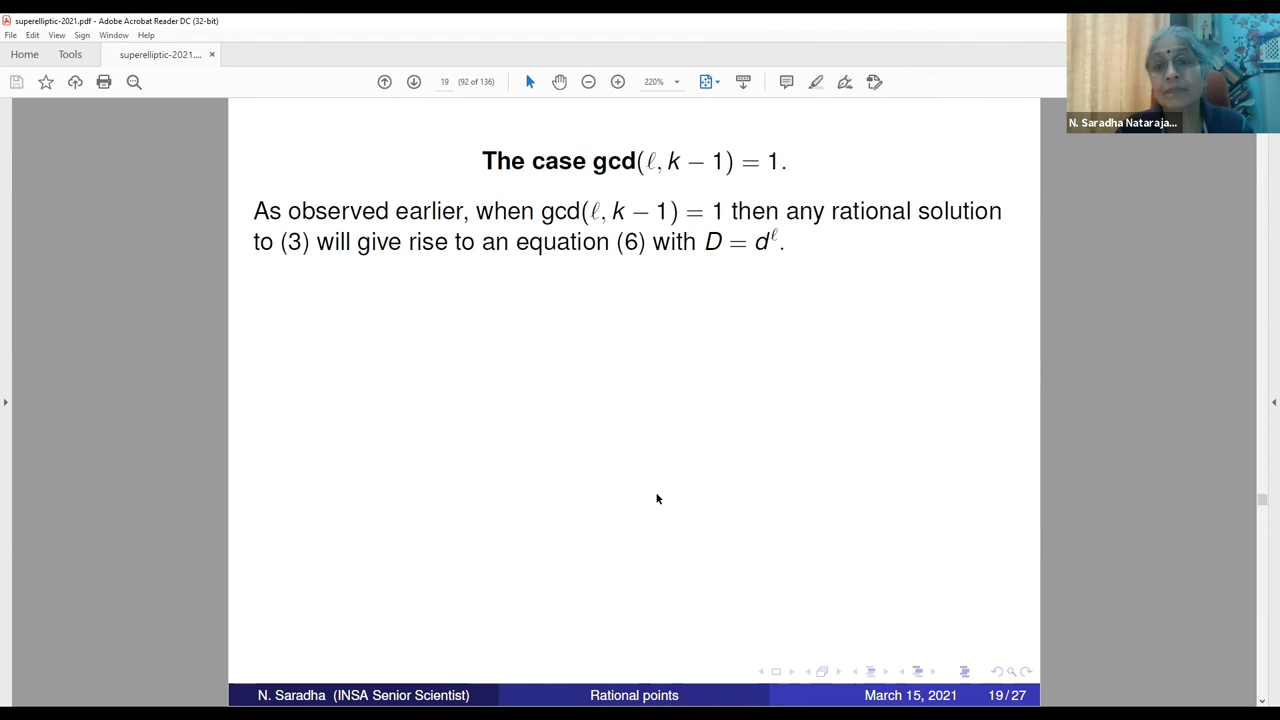 superelliptic-2021.pdf - Adobe Acrobat Reader DC (32-bit)
File Edit View Sign Window Help
Home Tools superelliptic-2021.... ×
19 (92 of 136) 220%
N. Saradha Nataraja...
The case gcd(ℓ, k − 1) = 1.
As observed earlier, when gcd(ℓ, k − 1) = 1 then any rational solution
to (3) will give rise to an equation (6) with D = d^ℓ.
N. Saradha (INSA Senior Scientist) Rational points March 15, 2021 19 / 27